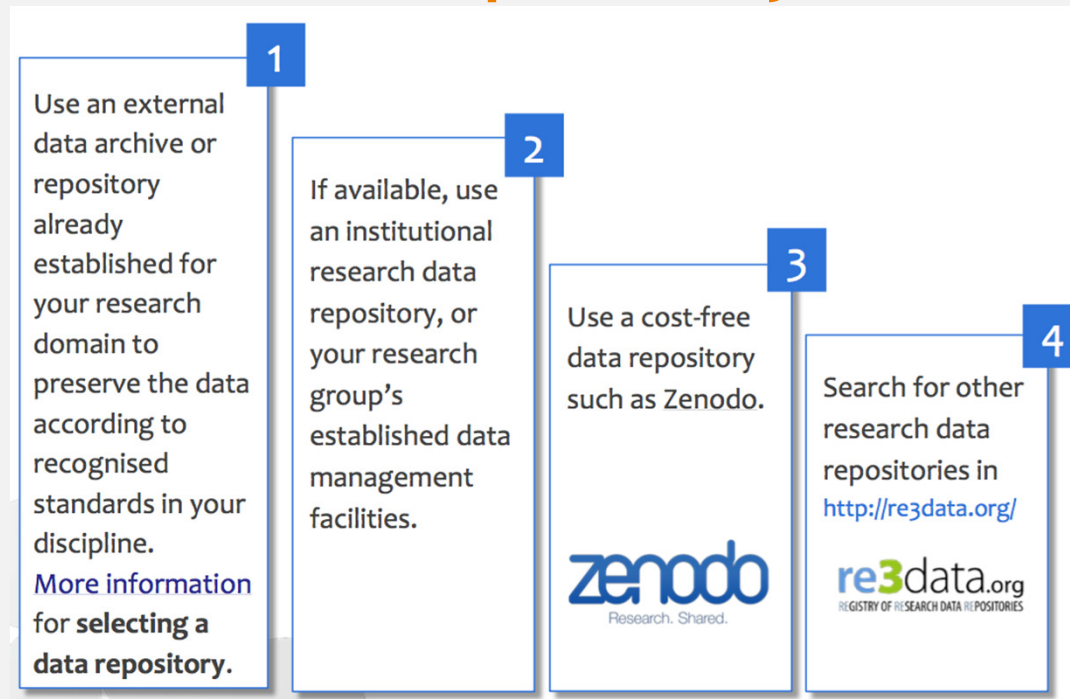 1
Use an external
data archive or
repository
already
established for
your research
domain to
preserve the data
according to
recognised
standards in your
discipline.
More information
for selecting a
data repository.
2
If available, use
an institutional
research data
repository, or
your research
group's
established data
management
facilities.
3
Use a cost-free
data repository
such as Zenodo.
zenodo
Research. Shared.
4
Search for other
research data
repositories in
http://re3data.org/
re3data.org
REGISTRY OF RESEARCH DATA REPOSITORIES